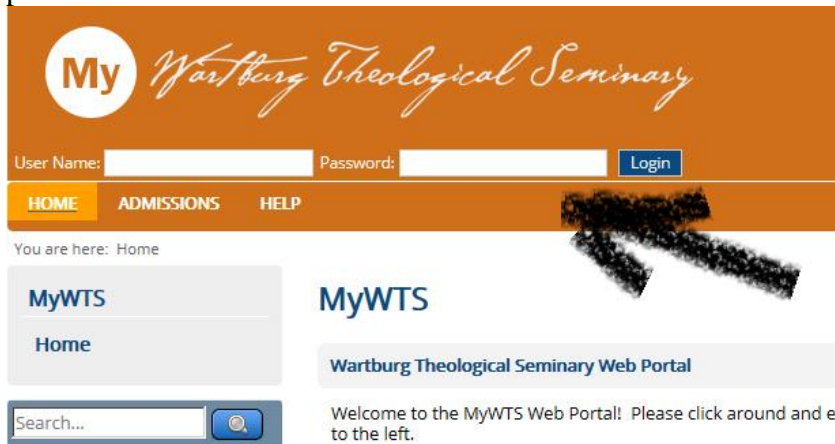 My Wartburg Theological Seminary
User Name: Password: Login
HOME ADMISSIONS HELP
You are here: Home
MyWTS
Home
Search...
MyWTS
Wartburg Theological Seminary Web Portal
Welcome to the MyWTS Web Portal! Please click around and
to the left.